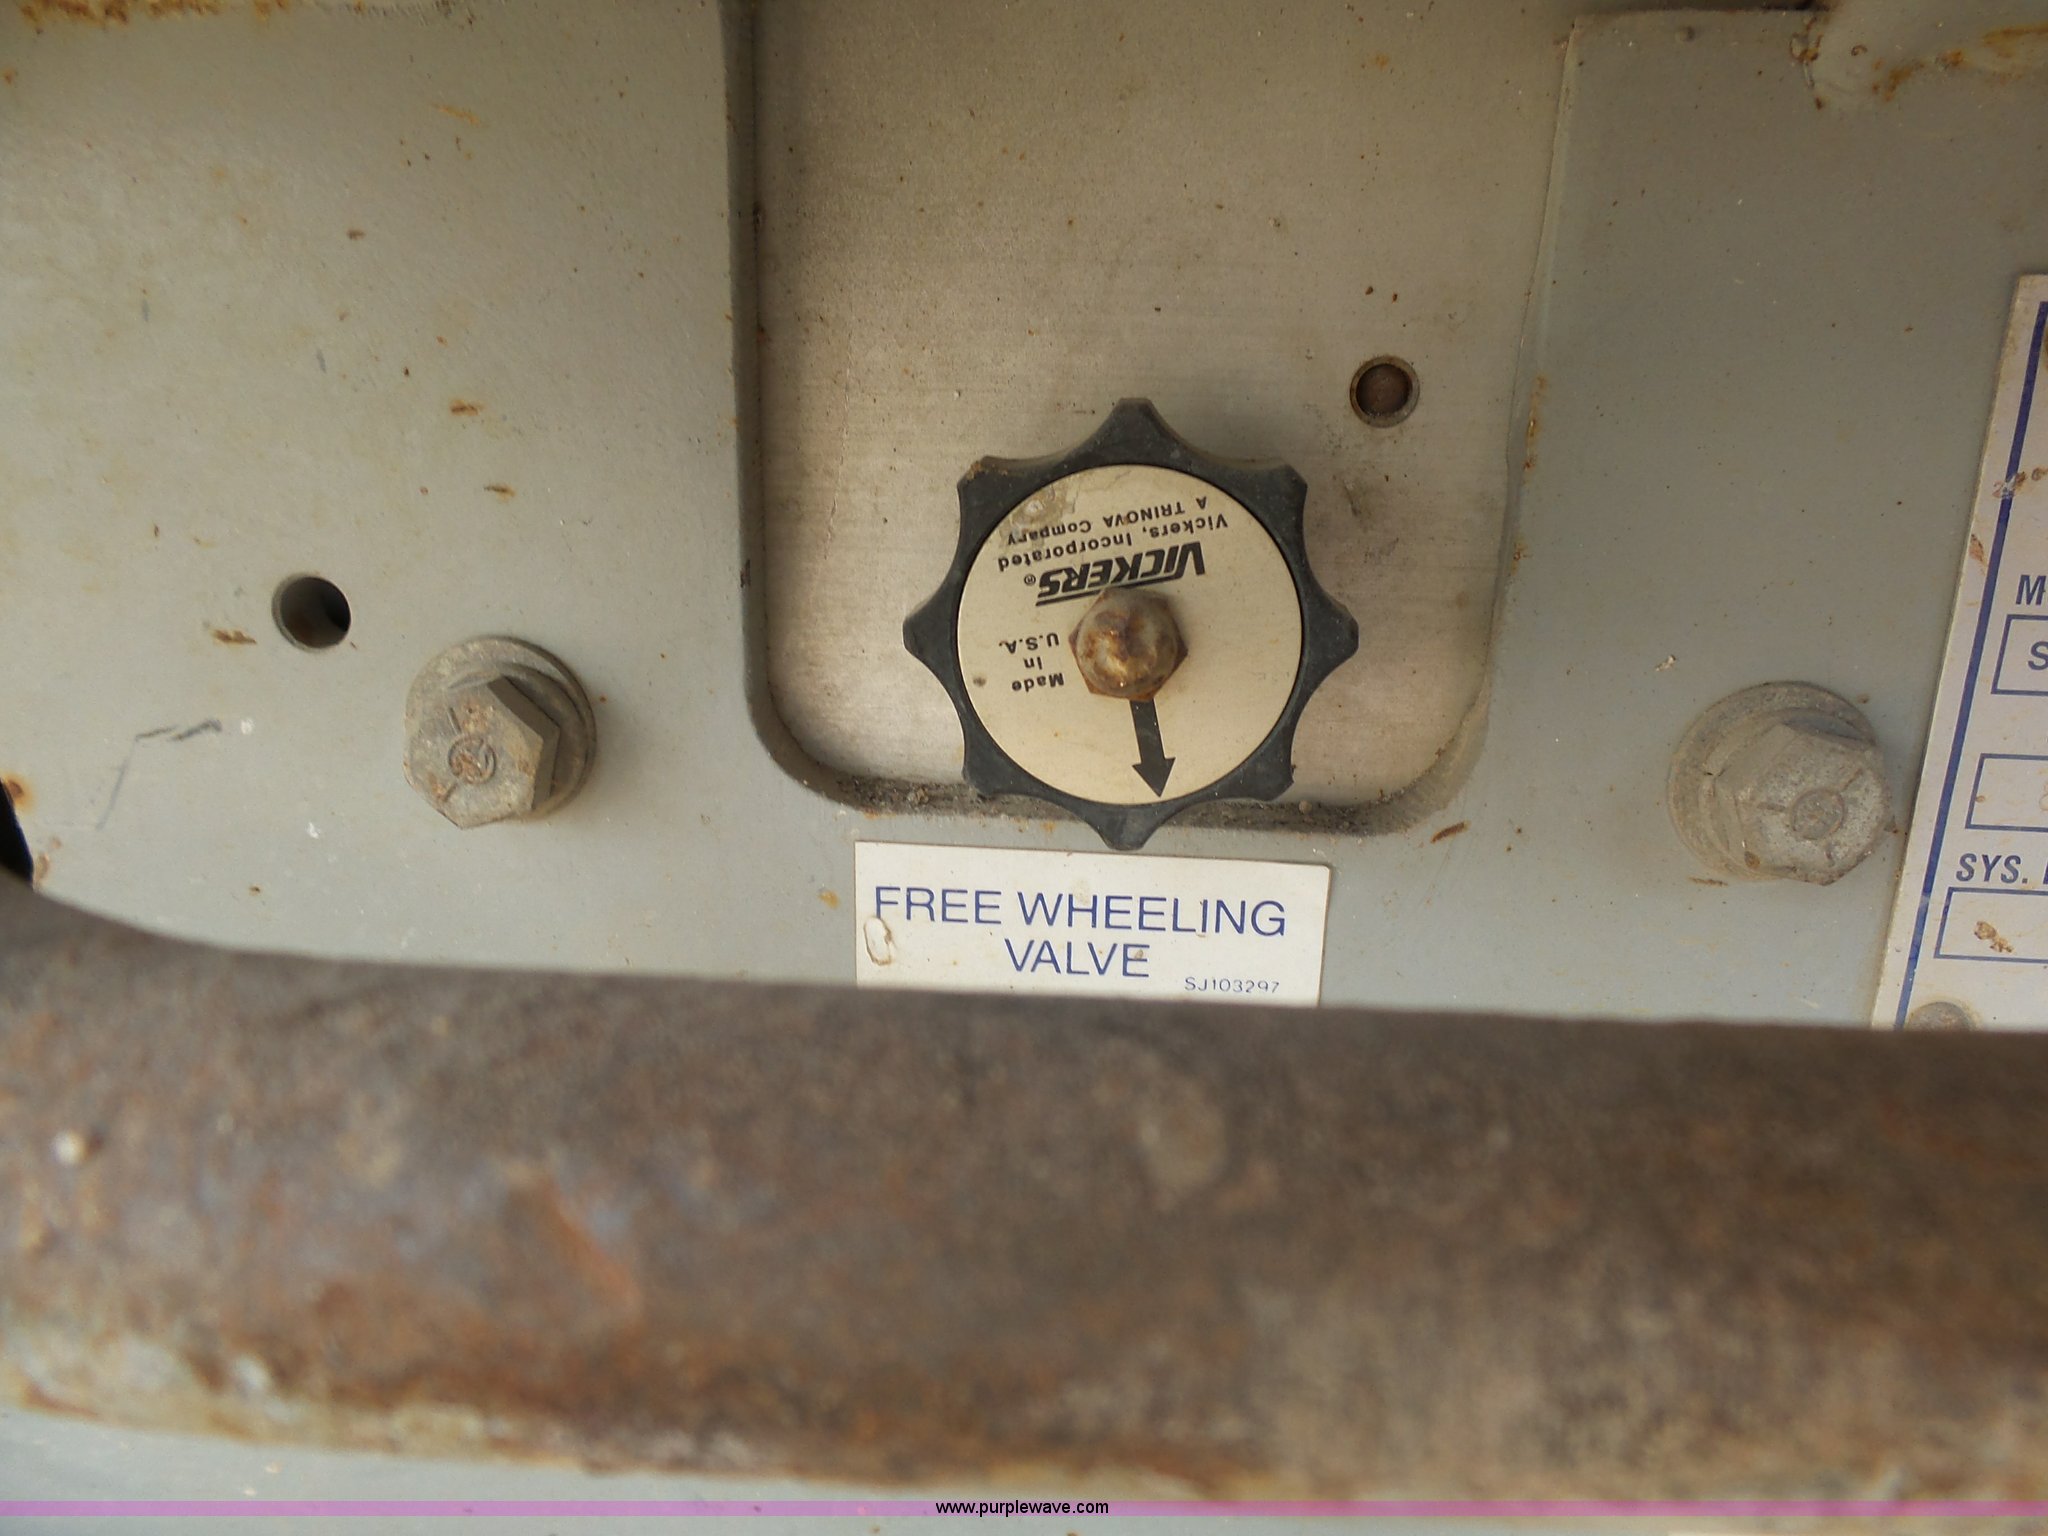 A TRINOVA Company
Vickers, Incorporated
VICKERS®
Made
in
U.S.A.
FREE WHEELING
VALVE
SJ103297
M
S
SYS.
www.purplewave.com